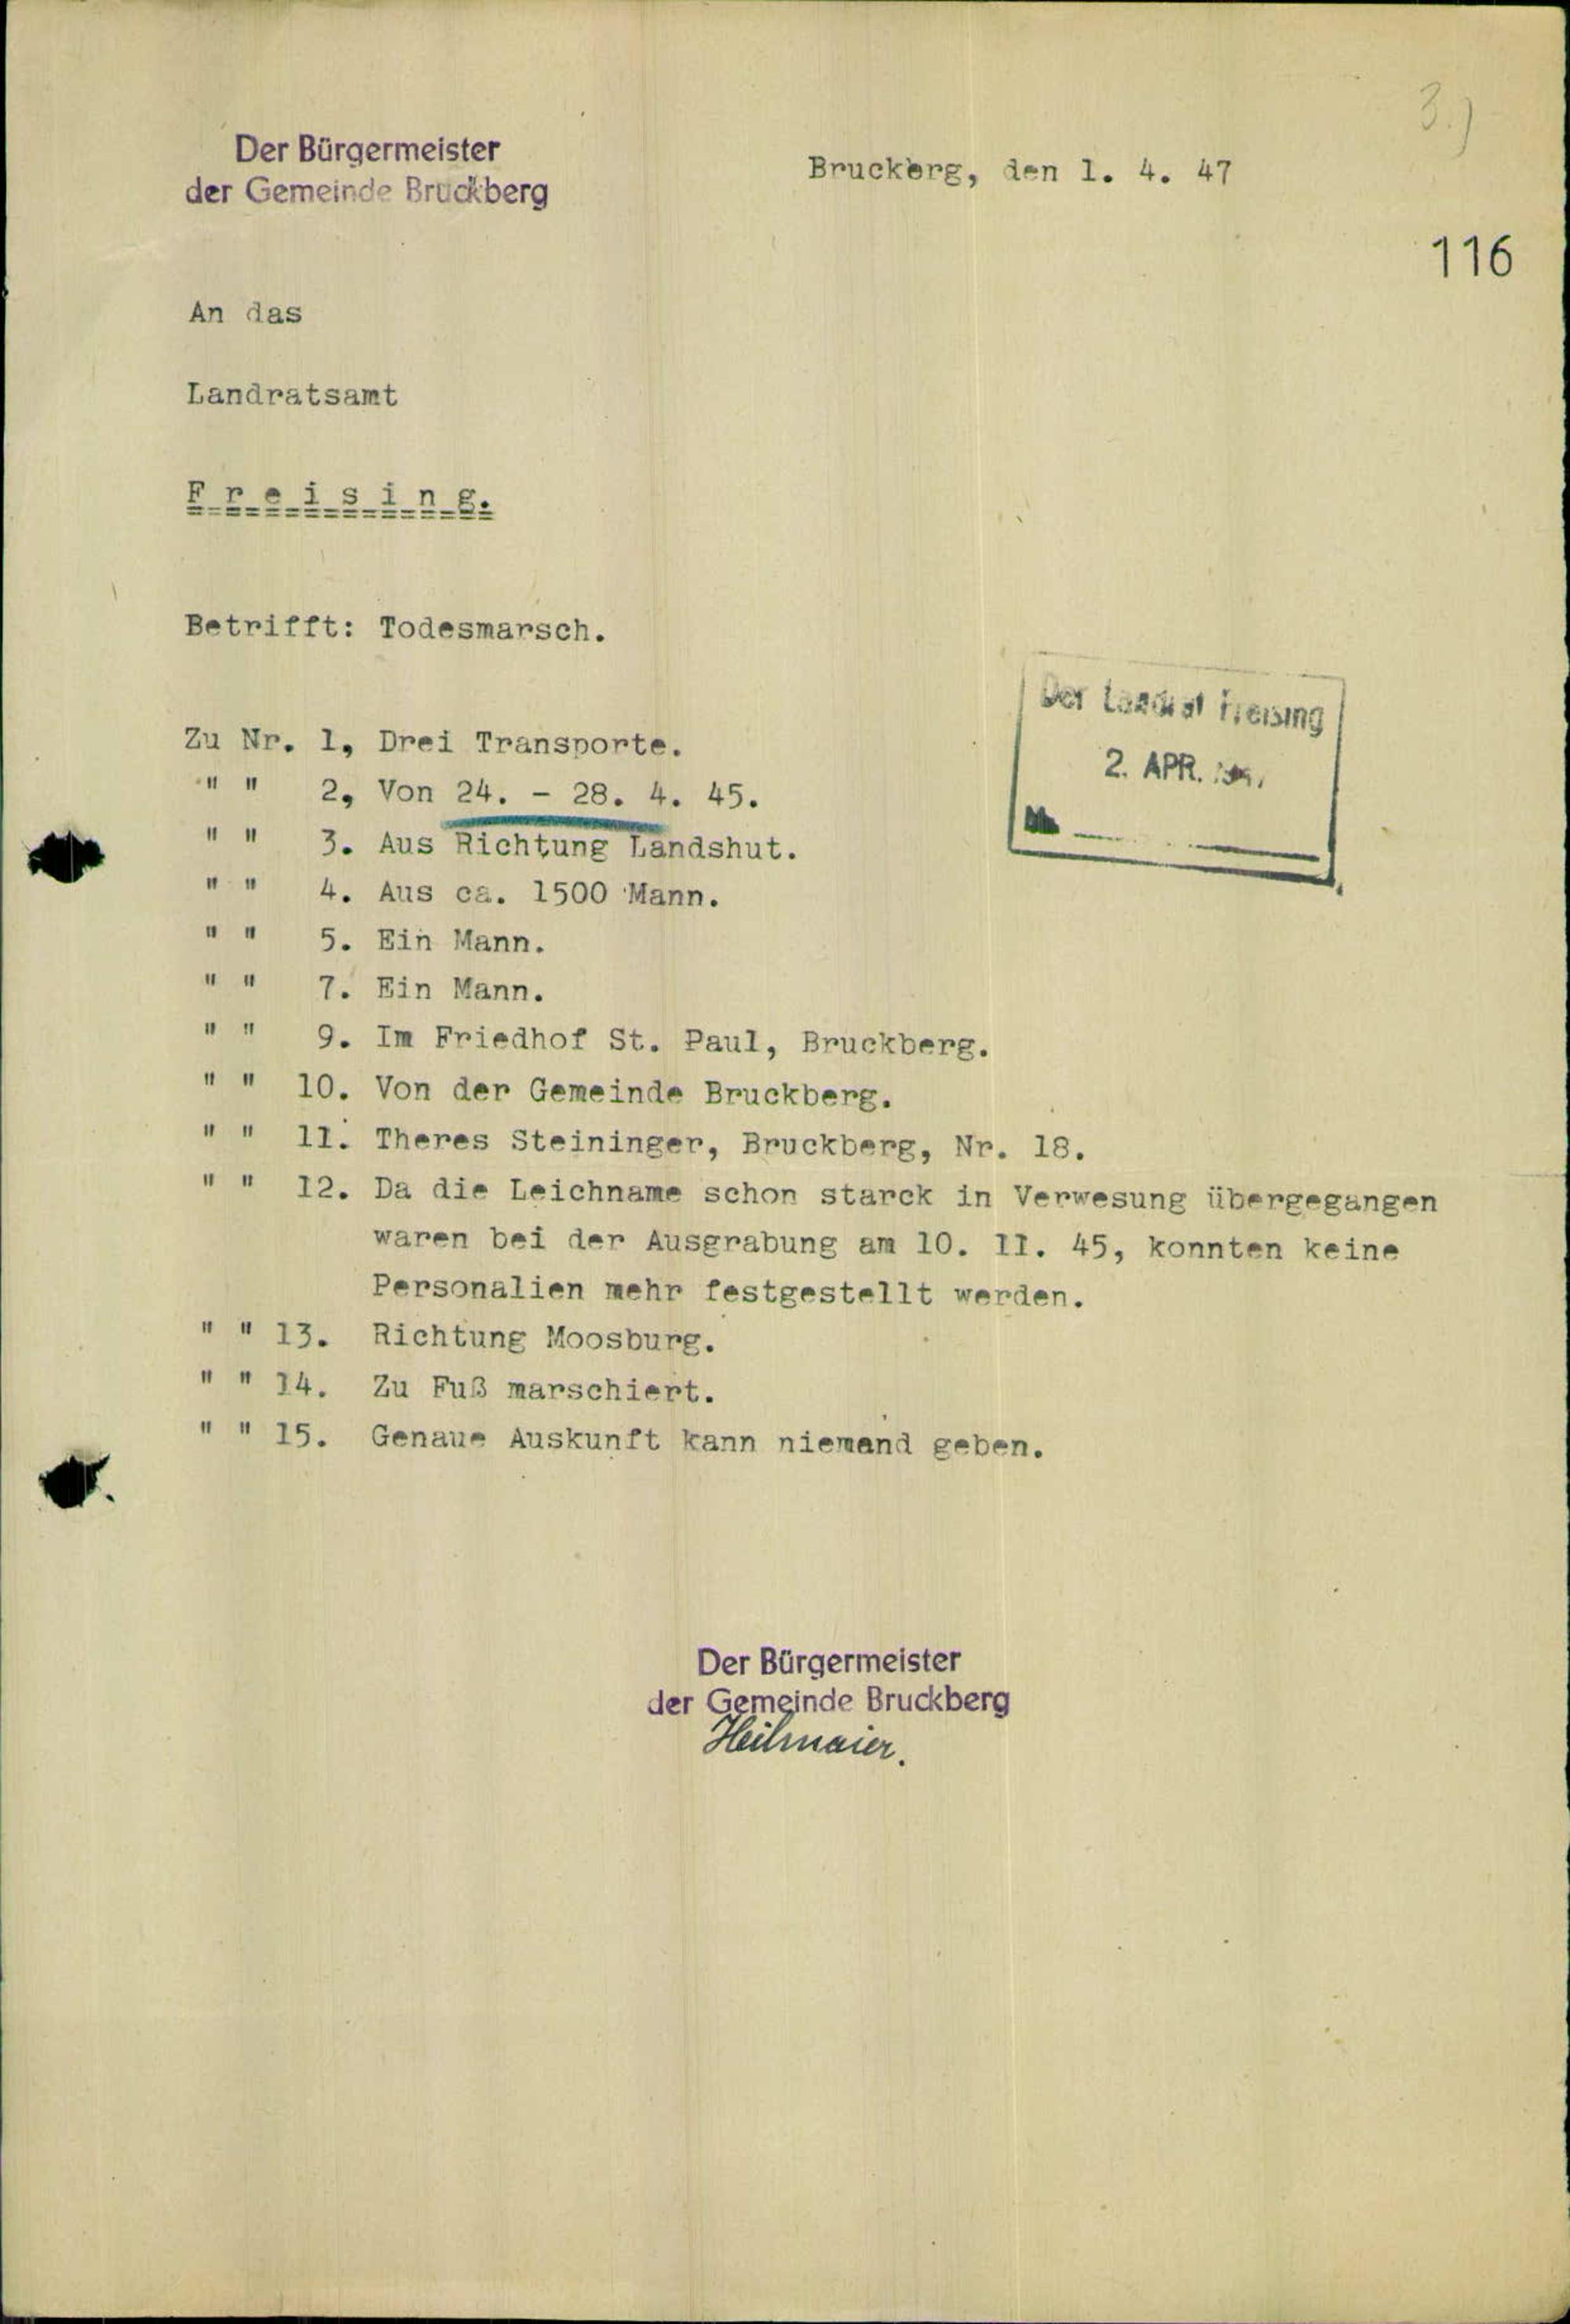 3.)
Der Bürgermeister
der Gemeinde Bruckberg
Bruckbrg, den 1. 4. 47
116
An das
Landratsamt
F r e i s i n g.
Betrifft: Todesmarsch.
Der Landrat Freising
2. APR.
Zu Nr. 1, Drei Transporte.
" " 2, Von 24. - 28. 4. 45.
" " 3. Aus Richtung Landshut.
" " 4. Aus ca. 1500 Mann.
" " 5. Ein Mann.
" " 7. Ein Mann.
" " 9. Im Friedhof St. Paul, Bruckberg.
" " 10. Von der Gemeinde Bruckberg.
" " 11. Theres Steininger, Bruckberg, Nr. 18.
" " 12. Da die Leichname schon starck in Verwesung übergegangen
waren bei der Ausgrabung am 10. 11. 45, konnten keine
Personalien mehr festgestellt werden.
" " 13. Richtung Moosburg.
" " 14. Zu Fuß marschiert.
" " 15. Genaue Auskunft kann niemand geben.
Der Bürgermeister
der Gemeinde Bruckberg
Heilmaier.